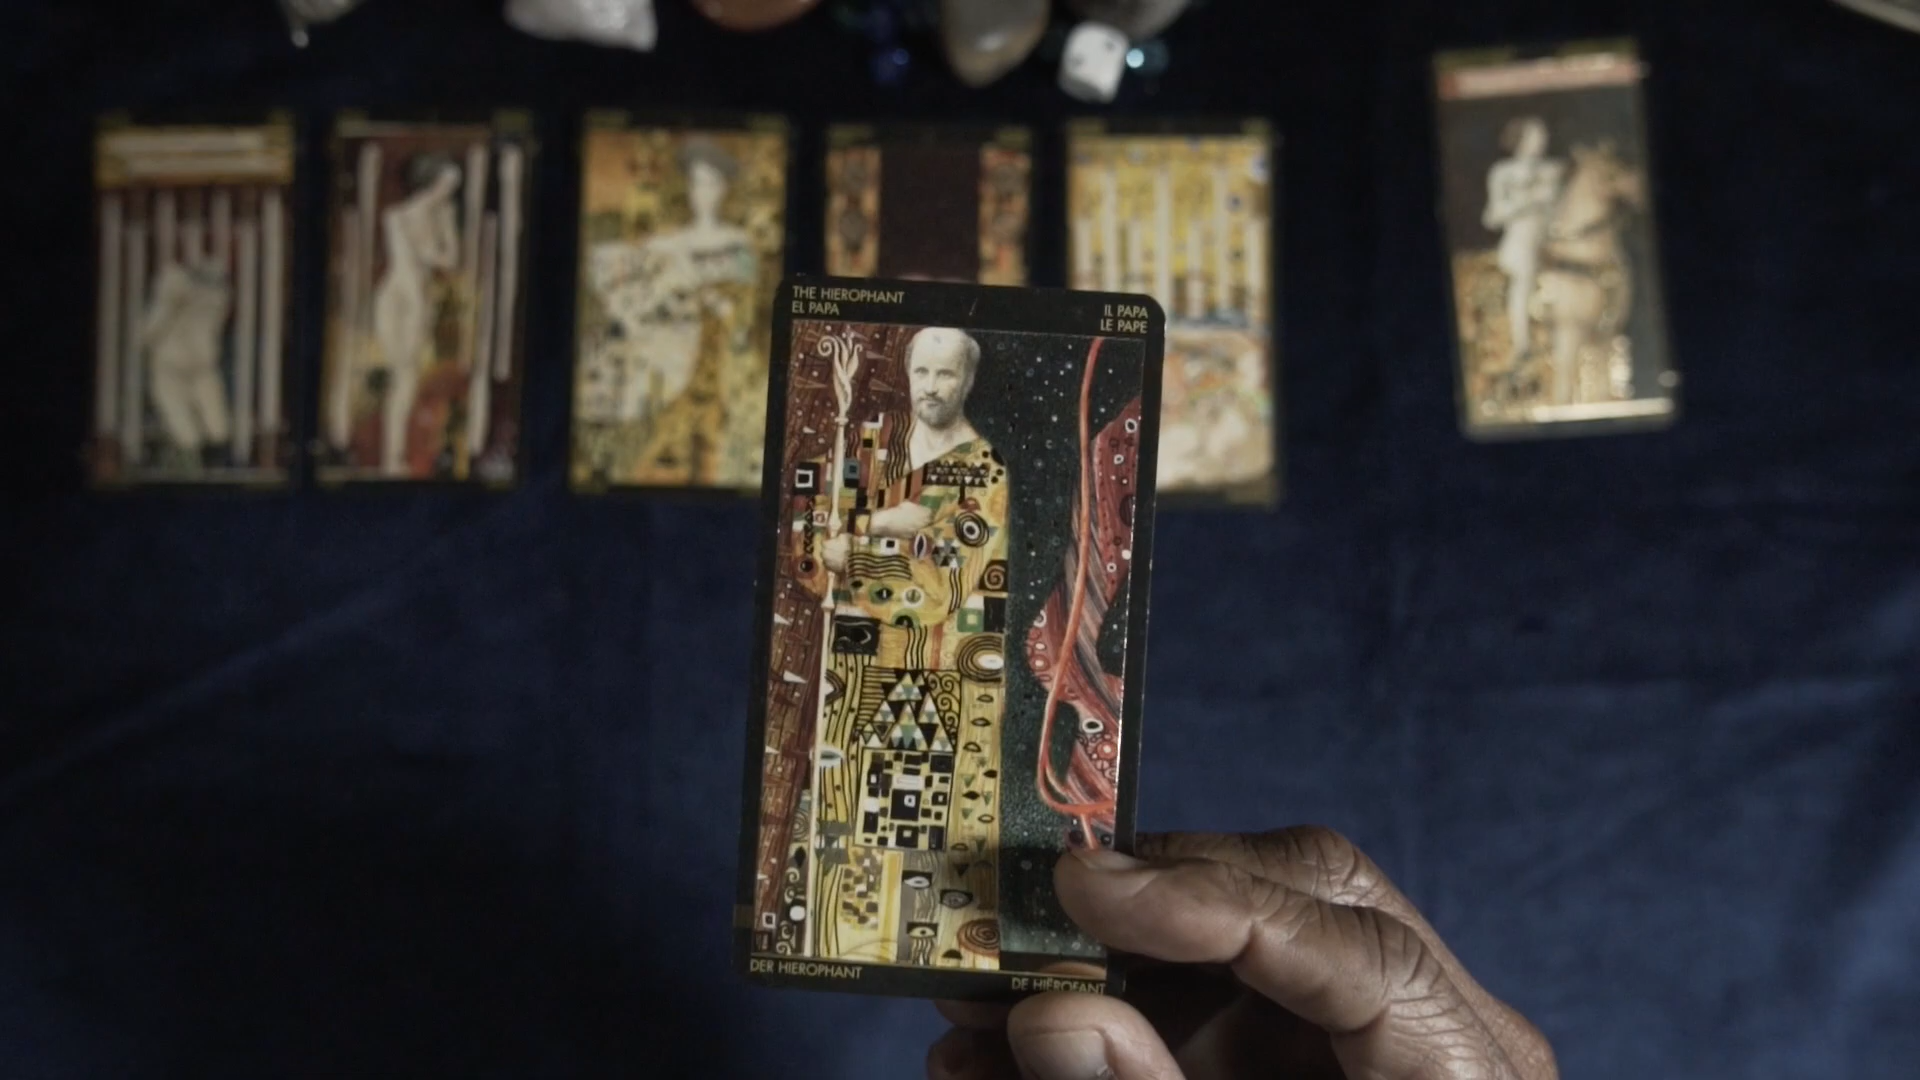 THE HIEROPHANT
EL PAPA
IL PAPA
LE PAPE
DER HIEROPHANT
DE HIËROFANT